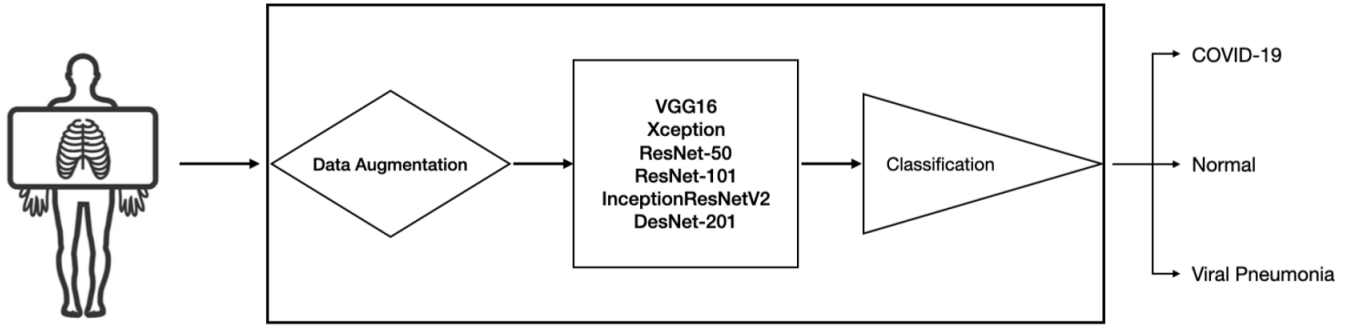 Data Augmentation
VGG16
Xception
ResNet-50
ResNet-101
InceptionResNetV2
DesNet-201
Classification
COVID-19
Normal
Viral Pneumonia